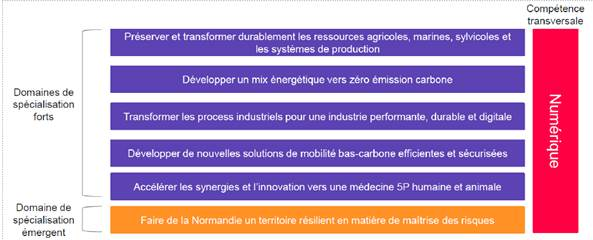 Compétence
transversale
Préserver et transformer durablement les ressources agricoles, marines, sylvicoles et
les systèmes de production
Développer un mix énergétique vers zéro émission carbone
Domaines de
spécialisation
forts
Transformer les process industriels pour une industrie performante, durable et digitale
Développer de nouvelles solutions de mobilité bas-carbone efficientes et sécurisées
Accélérer les synergies et l'innovation vers une médecine 5P humaine et animale
Numérique
Domaine de
spécialisation
émergent
Faire de la Normandie un territoire résilient en matière de maîtrise des risques